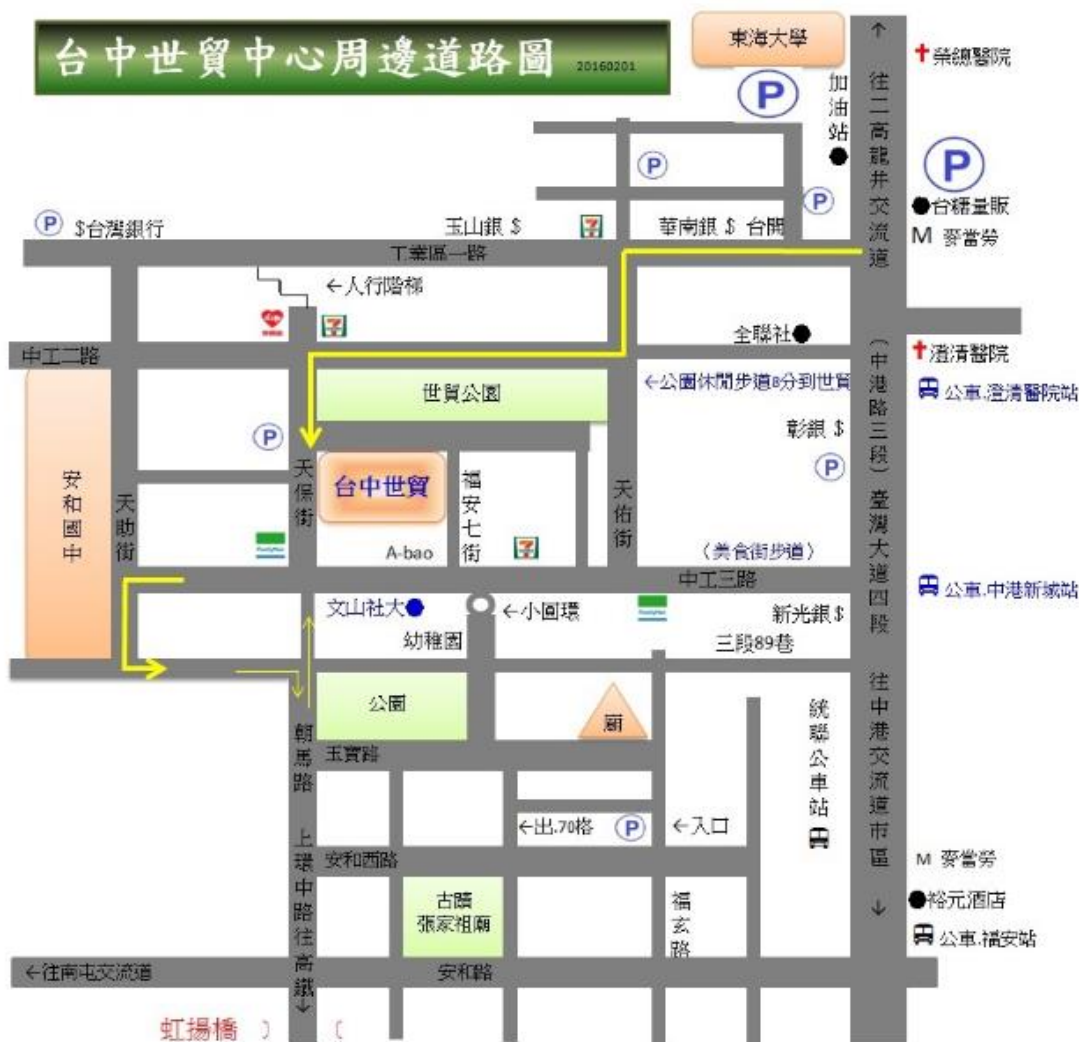 台中世貿中心周邊道路圖 20160201
東海大學
P
加油站
↑往二高龍井交流道
榮總醫院
P
台糖量販
M 麥當勞
P
P
P
$台灣銀行
玉山銀 $
7
華南銀 $ 台開
工業區一路
←人行階梯
7
全聯社
中工二路
(中港路三段)
澄清醫院
公車.澄清醫院站
世貿公園
←公園休閒步道8分到世貿
彰銀 $
P
P
安和國中
天助街
天保街
台中世貿
福安七街
天佑街
臺灣大道四段
FamilyMart
A-bao
7
(美食街步道)
中工三路
公車.中港新城站
文山社大
←小圓環
FamilyMart
新光銀 $
幼稚園
三段89巷
公園
廟
朝馬路
玉寶路
統聯公車站
往中港交流道市區↓
←出.70格
P
←入口
安和西路
M 麥當勞
上環中路往高鐵↓
古蹟
張家祖廟
福玄路
裕元酒店
公車.福安站
←往南屯交流道
安和路
虹揚橋 ) (